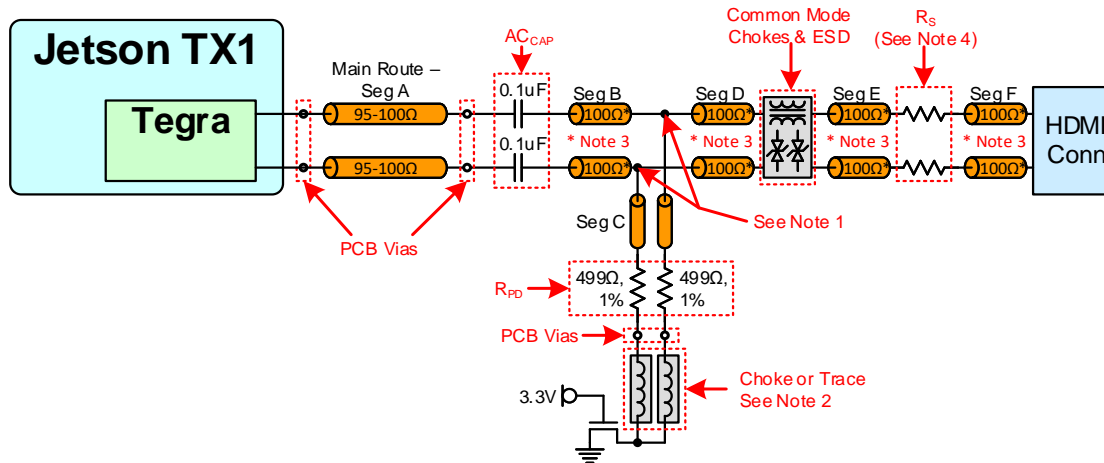 Jetson TX1
Tegra
Main Route –
Seg A
95-100Ω
95-100Ω
PCB Vias
AC_CAP
0.1uF
0.1uF
Seg B
100Ω*
* Note 3
100Ω*
Seg D
100Ω*
* Note 3
100Ω*
Common Mode
Chokes & ESD
Seg E
100Ω*
* Note 3
100Ω*
R_S
(See Note 4)
Seg F
100Ω*
* Note 3
100Ω*
HDMI
Conn
Seg C
See Note 1
R_PD
499Ω,
1%
499Ω,
1%
PCB Vias
Choke or Trace
See Note 2
3.3V